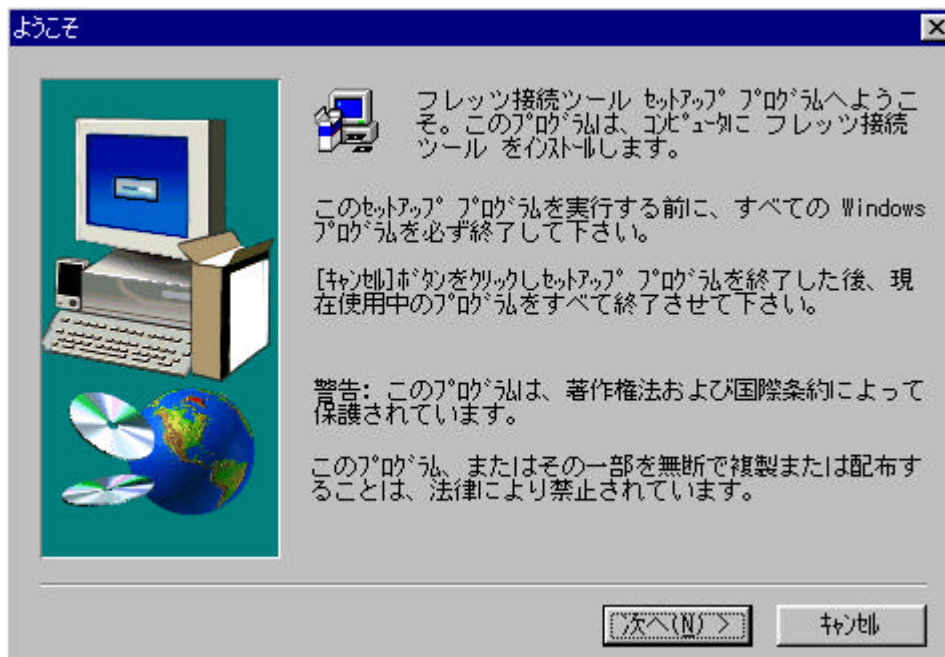 ようこそ
フレッツ接続ツール ｾｯﾄｱｯﾌﾟ ﾌﾟﾛｸﾞﾗﾑへようこ
そ。このﾌﾟﾛｸﾞﾗﾑは、ｺﾝﾋﾟｭｰﾀに フレッツ接続
ツール をｲﾝｽﾄｰﾙします。
このｾｯﾄｱｯﾌﾟ ﾌﾟﾛｸﾞﾗﾑを実行する前に、すべての Windows
ﾌﾟﾛｸﾞﾗﾑを必ず終了して下さい。
[ｷｬﾝｾﾙ]ﾎﾞﾀﾝをｸﾘｯｸしｾｯﾄｱｯﾌﾟ ﾌﾟﾛｸﾞﾗﾑを終了した後、現
在使用中のﾌﾟﾛｸﾞﾗﾑをすべて終了させて下さい。
警告: このﾌﾟﾛｸﾞﾗﾑは、著作権法および国際条約によって
保護されています。
このﾌﾟﾛｸﾞﾗﾑ、またはその一部を無断で複製または配布す
ることは、法律により禁止されています。
次へ(N) >
ｷｬﾝｾﾙ